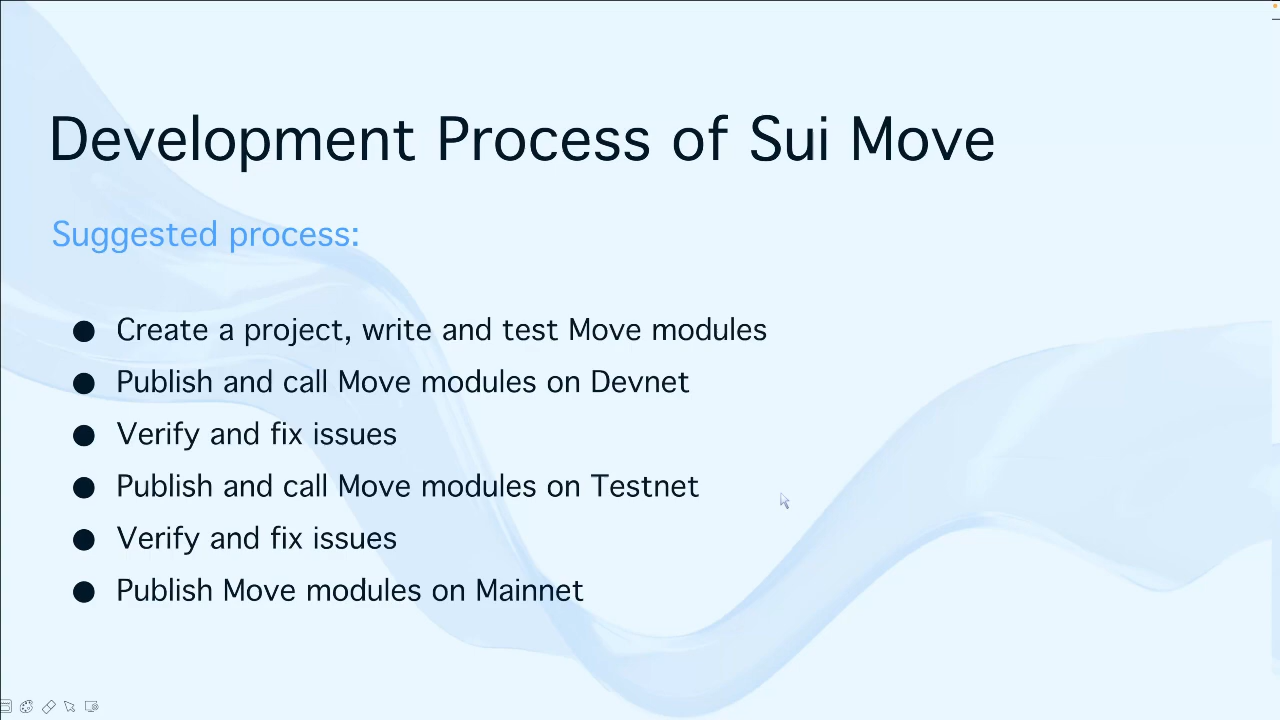 Development Process of Sui Move
Suggested process:
● Create a project, write and test Move modules
● Publish and call Move modules on Devnet
● Verify and fix issues
● Publish and call Move modules on Testnet
● Verify and fix issues
● Publish Move modules on Mainnet